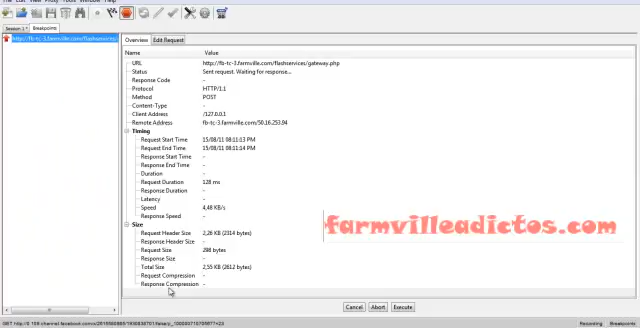 File Edit View Proxy Tools Window Help
Session 1 * Breakpoints
http://fb-tc-3.farmville.com/flashservices/
Overview Edit Request
Name Value
URL http://fb-tc-3.farmville.com/flashservices/gateway.php
Status Sent request. Waiting for response...
Response Code -
Protocol HTTP/1.1
Method POST
Content-Type -
Client Address /127.0.0.1
Remote Address fb-tc-3.farmville.com/50.16.253.94
Timing
Request Start Time 15/08/11 08:11:13 PM
Request End Time 15/08/11 08:11:14 PM
Response Start Time -
Response End Time -
Duration -
Request Duration 128 ms
Response Duration -
Latency -
Speed 4,48 KB/s
Response Speed -
farmvilleadictos.com
Size
Request Header Size 2,26 KB (2314 bytes)
Response Header Size -
Request Size 298 bytes
Response Size -
Total Size 2,55 KB (2612 bytes)
Request Compression -
Response Compression -
Cancel Abort Execute
Recording Breakpoints